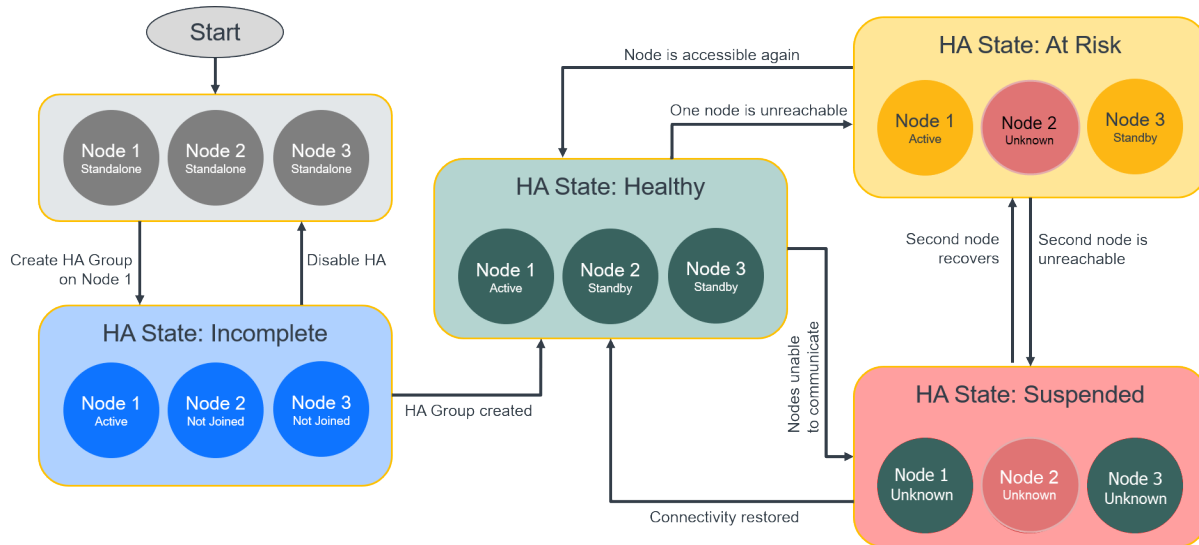 Start
Node 1
Standalone
Node 2
Standalone
Node 3
Standalone
Create HA Group
on Node 1
Disable HA
HA State: Incomplete
Node 1
Active
Node 2
Not Joined
Node 3
Not Joined
HA Group created
HA State: Healthy
Node 1
Active
Node 2
Standby
Node 3
Standby
Node is accessible again
One node is unreachable
HA State: At Risk
Node 1
Active
Node 2
Unknown
Node 3
Standby
Second node
recovers
Second node is
unreachable
Nodes unable
to communicate
HA State: Suspended
Node 1
Unknown
Node 2
Unknown
Node 3
Unknown
Connectivity restored